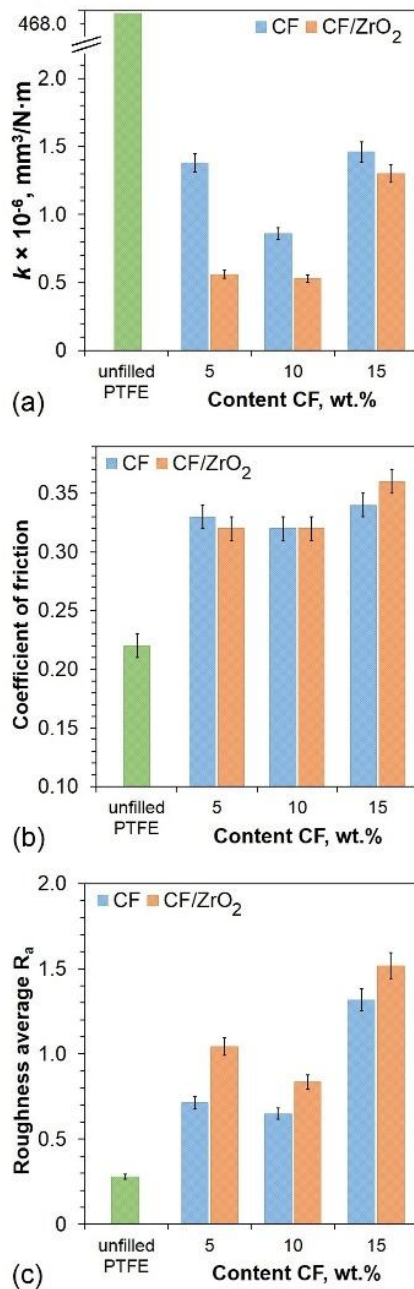 468.0
CF CF/ZrO₂
2.0
1.5
1.0
0.5
0
k × 10⁻⁶, mm³/N·m
unfilled
PTFE
5 10 15
Content CF, wt.%
(a)
CF CF/ZrO₂
0.35
0.30
0.25
0.20
0.15
0.10
Coefficient of friction
unfilled
PTFE
5 10 15
Content CF, wt.%
(b)
2.0
CF CF/ZrO₂
1.5
1.0
0.5
0
Roughness average Rₐ
unfilled
PTFE
5 10 15
Content CF, wt.%
(c)